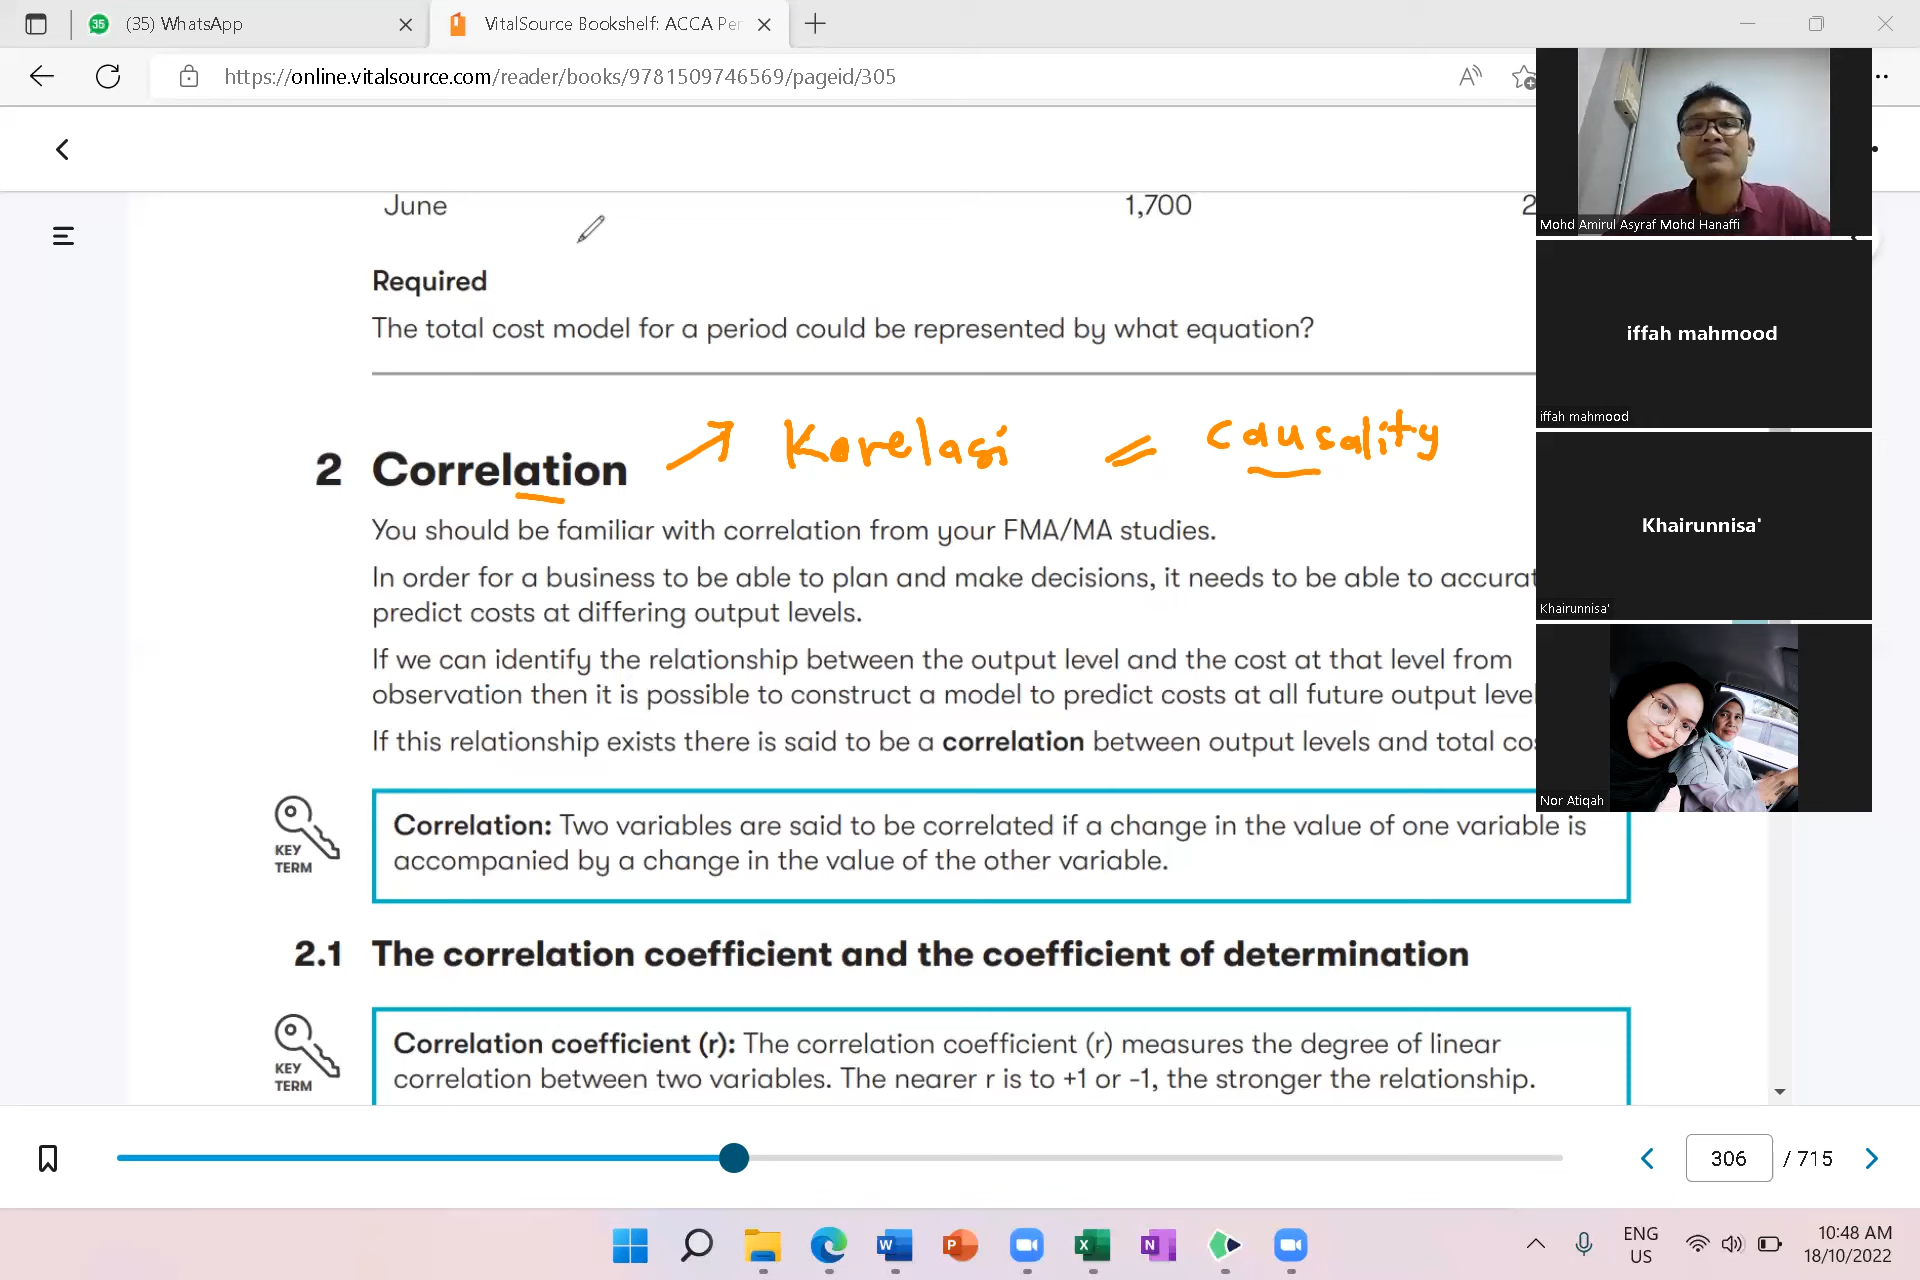 (35) WhatsApp
VitalSource Bookshelf: ACCA Per
https://online.vitalsource.com/reader/books/9781509746569/pageid/305
June 1,700 2
Required
The total cost model for a period could be represented by what equation?
Korelasi = causality
2 Correlation
You should be familiar with correlation from your FMA/MA studies.
In order for a business to be able to plan and make decisions, it needs to be able to accurat
predict costs at differing output levels.
If we can identify the relationship between the output level and the cost at that level from
observation then it is possible to construct a model to predict costs at all future output leve
If this relationship exists there is said to be a correlation between output levels and total co
KEY
TERM
Correlation: Two variables are said to be correlated if a change in the value of one variable is
accompanied by a change in the value of the other variable.
2.1 The correlation coefficient and the coefficient of determination
KEY
TERM
Correlation coefficient (r): The correlation coefficient (r) measures the degree of linear
correlation between two variables. The nearer r is to +1 or -1, the stronger the relationship.
Mohd Amirul Asyraf Mohd Hanaffi
iffah mahmood
iffah mahmood
Khairunnisa'
Khairunnisa'
Nor Atiqah
306 / 715
ENG
US
10:48 AM
18/10/2022